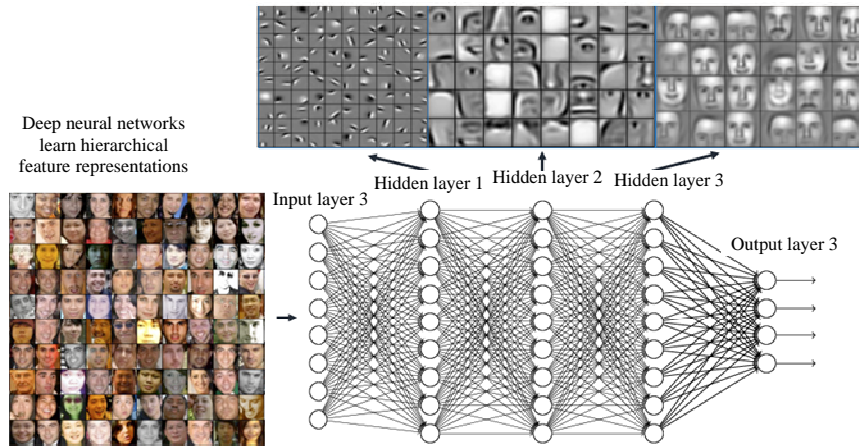 Deep neural networks
learn hierarchical
feature representations
Input layer 3
Hidden layer 1
Hidden layer 2
Hidden layer 3
Output layer 3